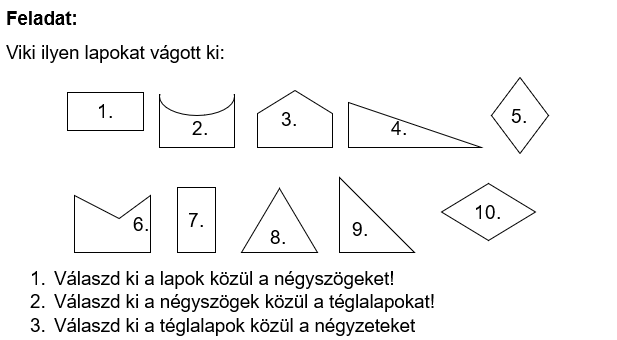 Feladat:
Viki ilyen lapokat vágott ki:
1. 2. 3. 4. 5.
6. 7. 8. 9. 10.
1. Válaszd ki a lapok közül a négyszögeket!
2. Válaszd ki a négyszögek közül a téglalapokat!
3. Válaszd ki a téglalapok közül a négyzeteket